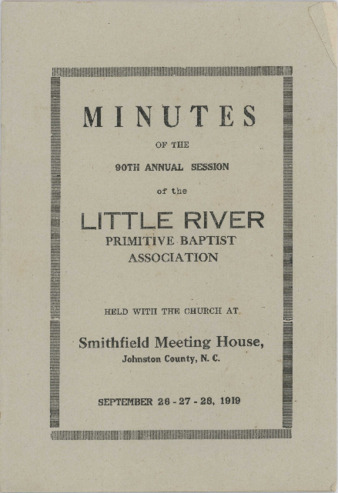 MINUTES
OF THE
90TH ANNUAL SESSION
of the
LITTLE RIVER
PRIMITIVE BAPTIST
ASSOCIATION
HELD WITH THE CHURCH AT
Smithfield Meeting House,
Johnston County, N. C.
SEPTEMBER 26-27-28, 1919